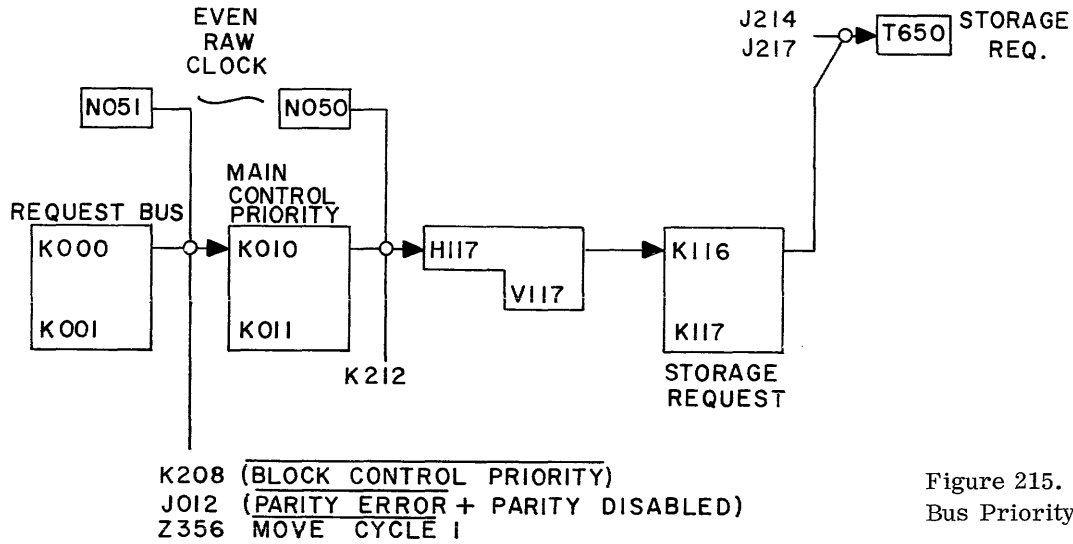 EVEN
RAW
CLOCK
J214
J217
T650
STORAGE
REQ.
N051
N050
REQUEST BUS
MAIN
CONTROL
PRIORITY
K000
K001
K010
K011
H117
V117
K116
K117
K212
STORAGE
REQUEST
K208 (BLOCK CONTROL PRIORITY)
J012 (PARITY ERROR + PARITY DISABLED)
Z356 MOVE CYCLE I
Figure 215.
Bus Priority